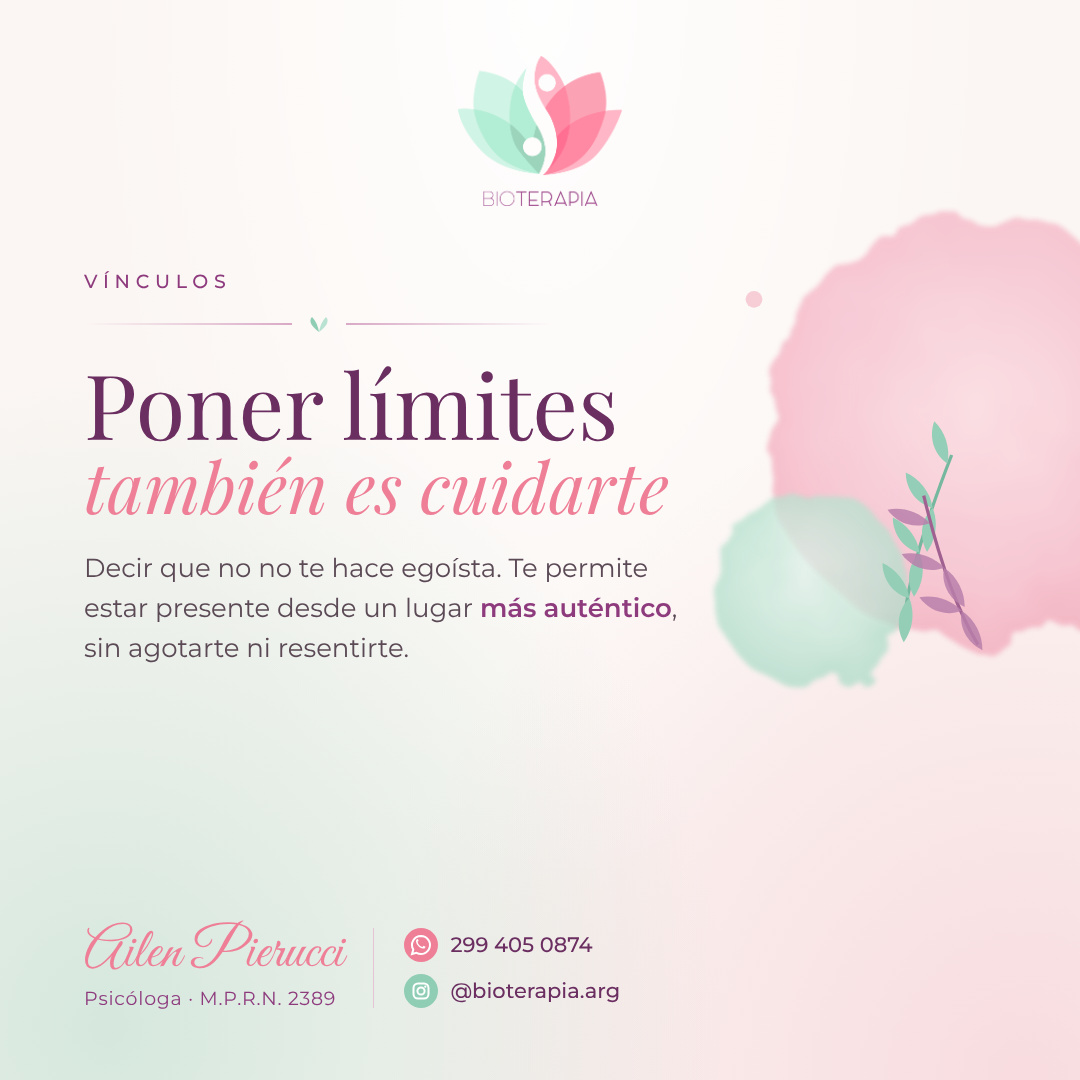 BIOTERAPIA
VÍNCULOS
Poner límites
también es cuidarte
Decir que no no te hace egoísta. Te permite
estar presente desde un lugar más auténtico,
sin agotarte ni resentirte.
Ailen Pierucci
Psicóloga · M.P.R.N. 2389
299 405 0874
@bioterapia.arg